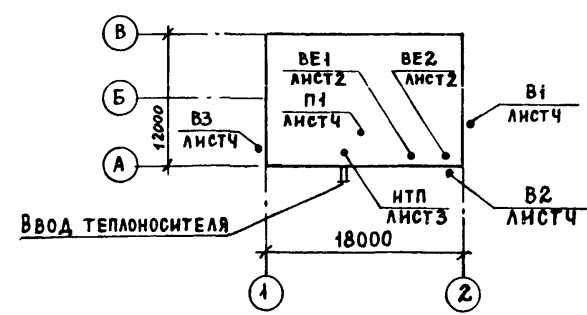 В
ВЕ1
ЛИСТ2
ВЕ2
ЛИСТ2
Б
12000
П1
ЛИСТ4
В1
ЛИСТ4
В3
ЛИСТ4
А
ИТП
ЛИСТ3
В2
ЛИСТ4
ВВОД ТЕПЛОНОСИТЕЛЯ
18000
1
2